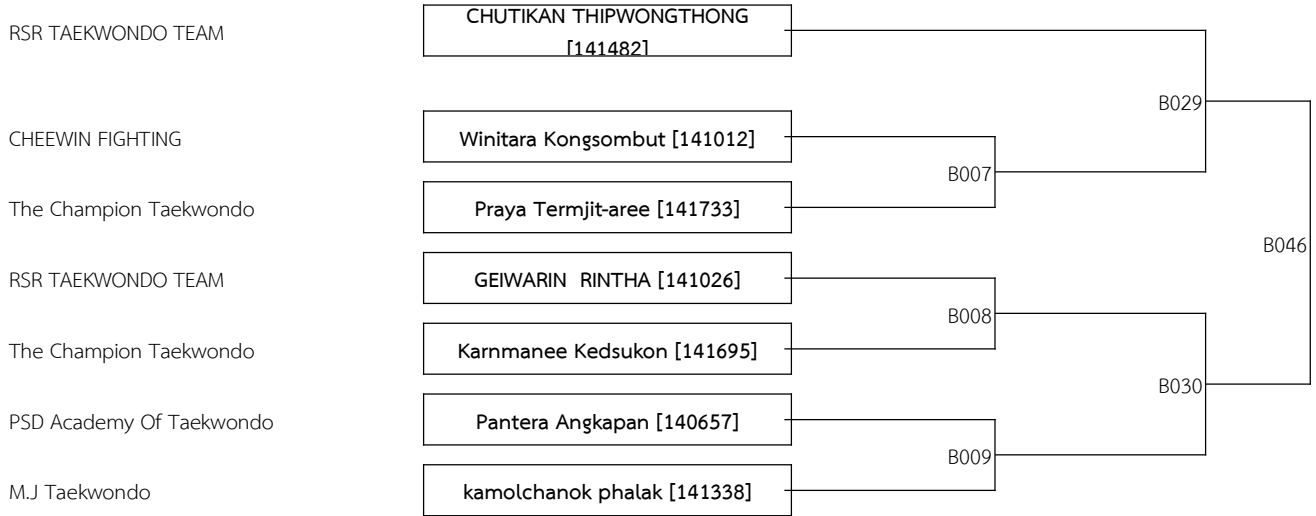 RSR TAEKWONDO TEAM
CHUTIKAN THIPWONGTHONG
[141482]
B029
CHEEWIN FIGHTING
Winitara Kongsombut [141012]
B007
The Champion Taekwondo
Praya Termjit-aree [141733]
B046
RSR TAEKWONDO TEAM
GEIWARIN  RINTHA [141026]
B008
The Champion Taekwondo
Karnmanee Kedsukon [141695]
B030
PSD Academy Of Taekwondo
Pantera Angkapan [140657]
B009
M.J Taekwondo
kamolchanok phalak [141338]